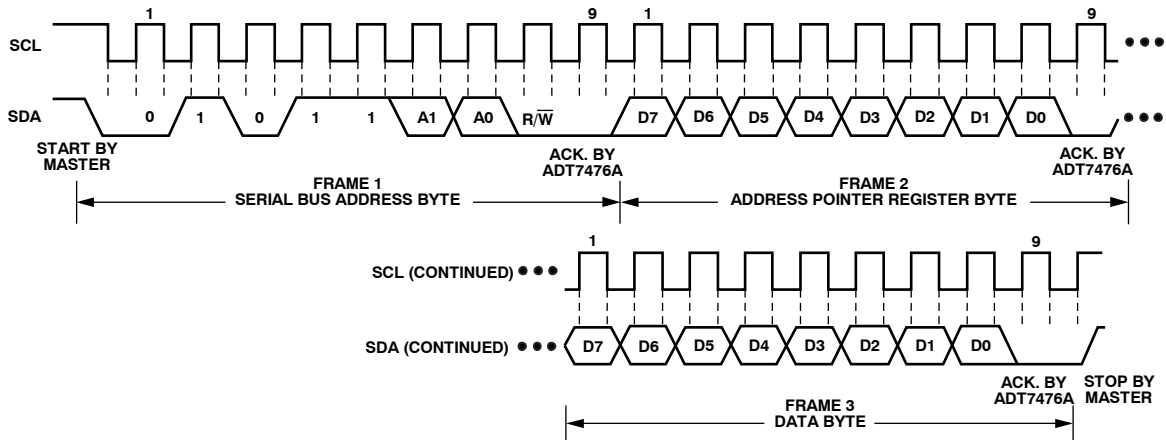 1 9 1 9
SCL
SDA 0 1 0 1 1 A1 A0 R/W D7 D6 D5 D4 D3 D2 D1 D0
START BY
MASTER
ACK. BY
ADT7476A
ACK. BY
ADT7476A
FRAME 1
SERIAL BUS ADDRESS BYTE
FRAME 2
ADDRESS POINTER REGISTER BYTE
1 9
SCL (CONTINUED)
SDA (CONTINUED) D7 D6 D5 D4 D3 D2 D1 D0
ACK. BY
ADT7476A
STOP BY
MASTER
FRAME 3
DATA BYTE